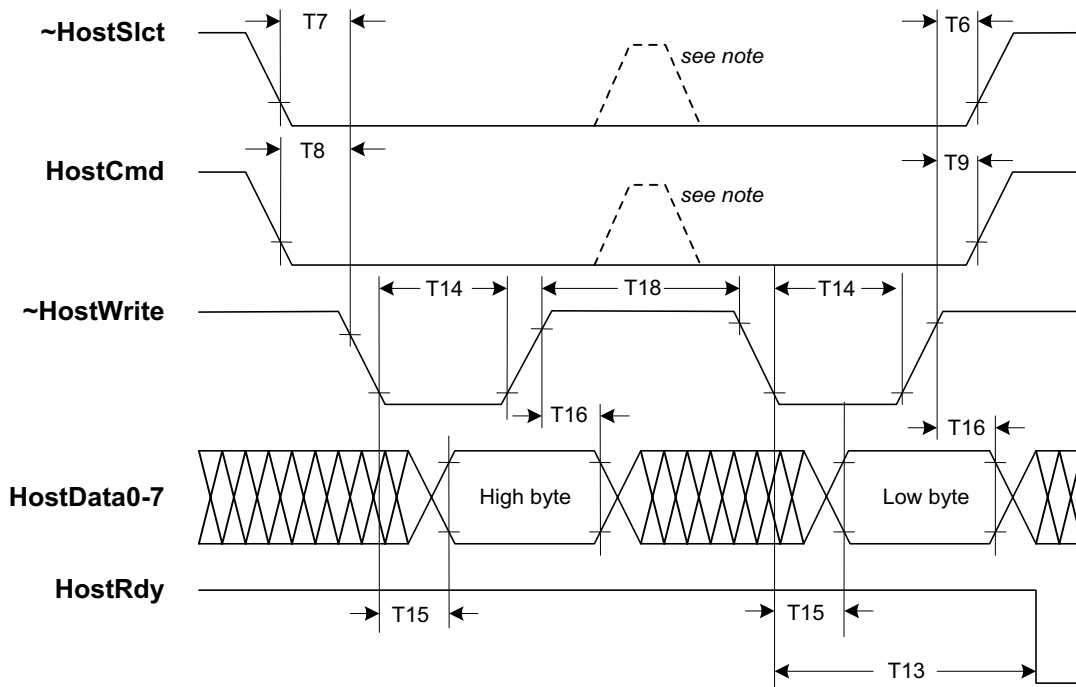 ~HostSlct
T7
see note
T6
HostCmd
T8
see note
T9
~HostWrite
T14
T18
T14
T16
T16
HostData0-7
High byte
Low byte
HostRdy
T15
T15
T13